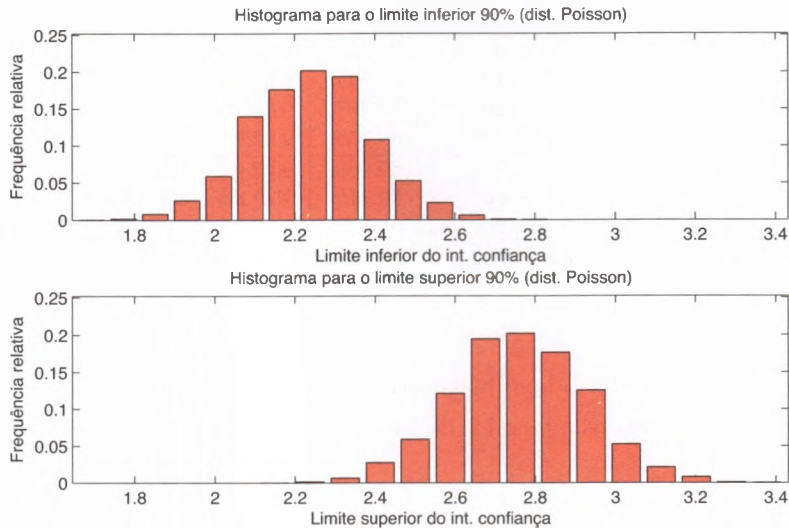 Histograma para o limite inferior 90% (dist. Poisson)
Frequência relativa
0.25
0.2
0.15
0.1
0.05
0
1.8 2 2.2 2.4 2.6 2.8 3 3.2 3.4
Limite inferior do int. confiança
Histograma para o limite superior 90% (dist. Poisson)
Frequência relativa
0.25
0.2
0.15
0.1
0.05
0
1.8 2 2.2 2.4 2.6 2.8 3 3.2 3.4
Limite superior do int. confiança